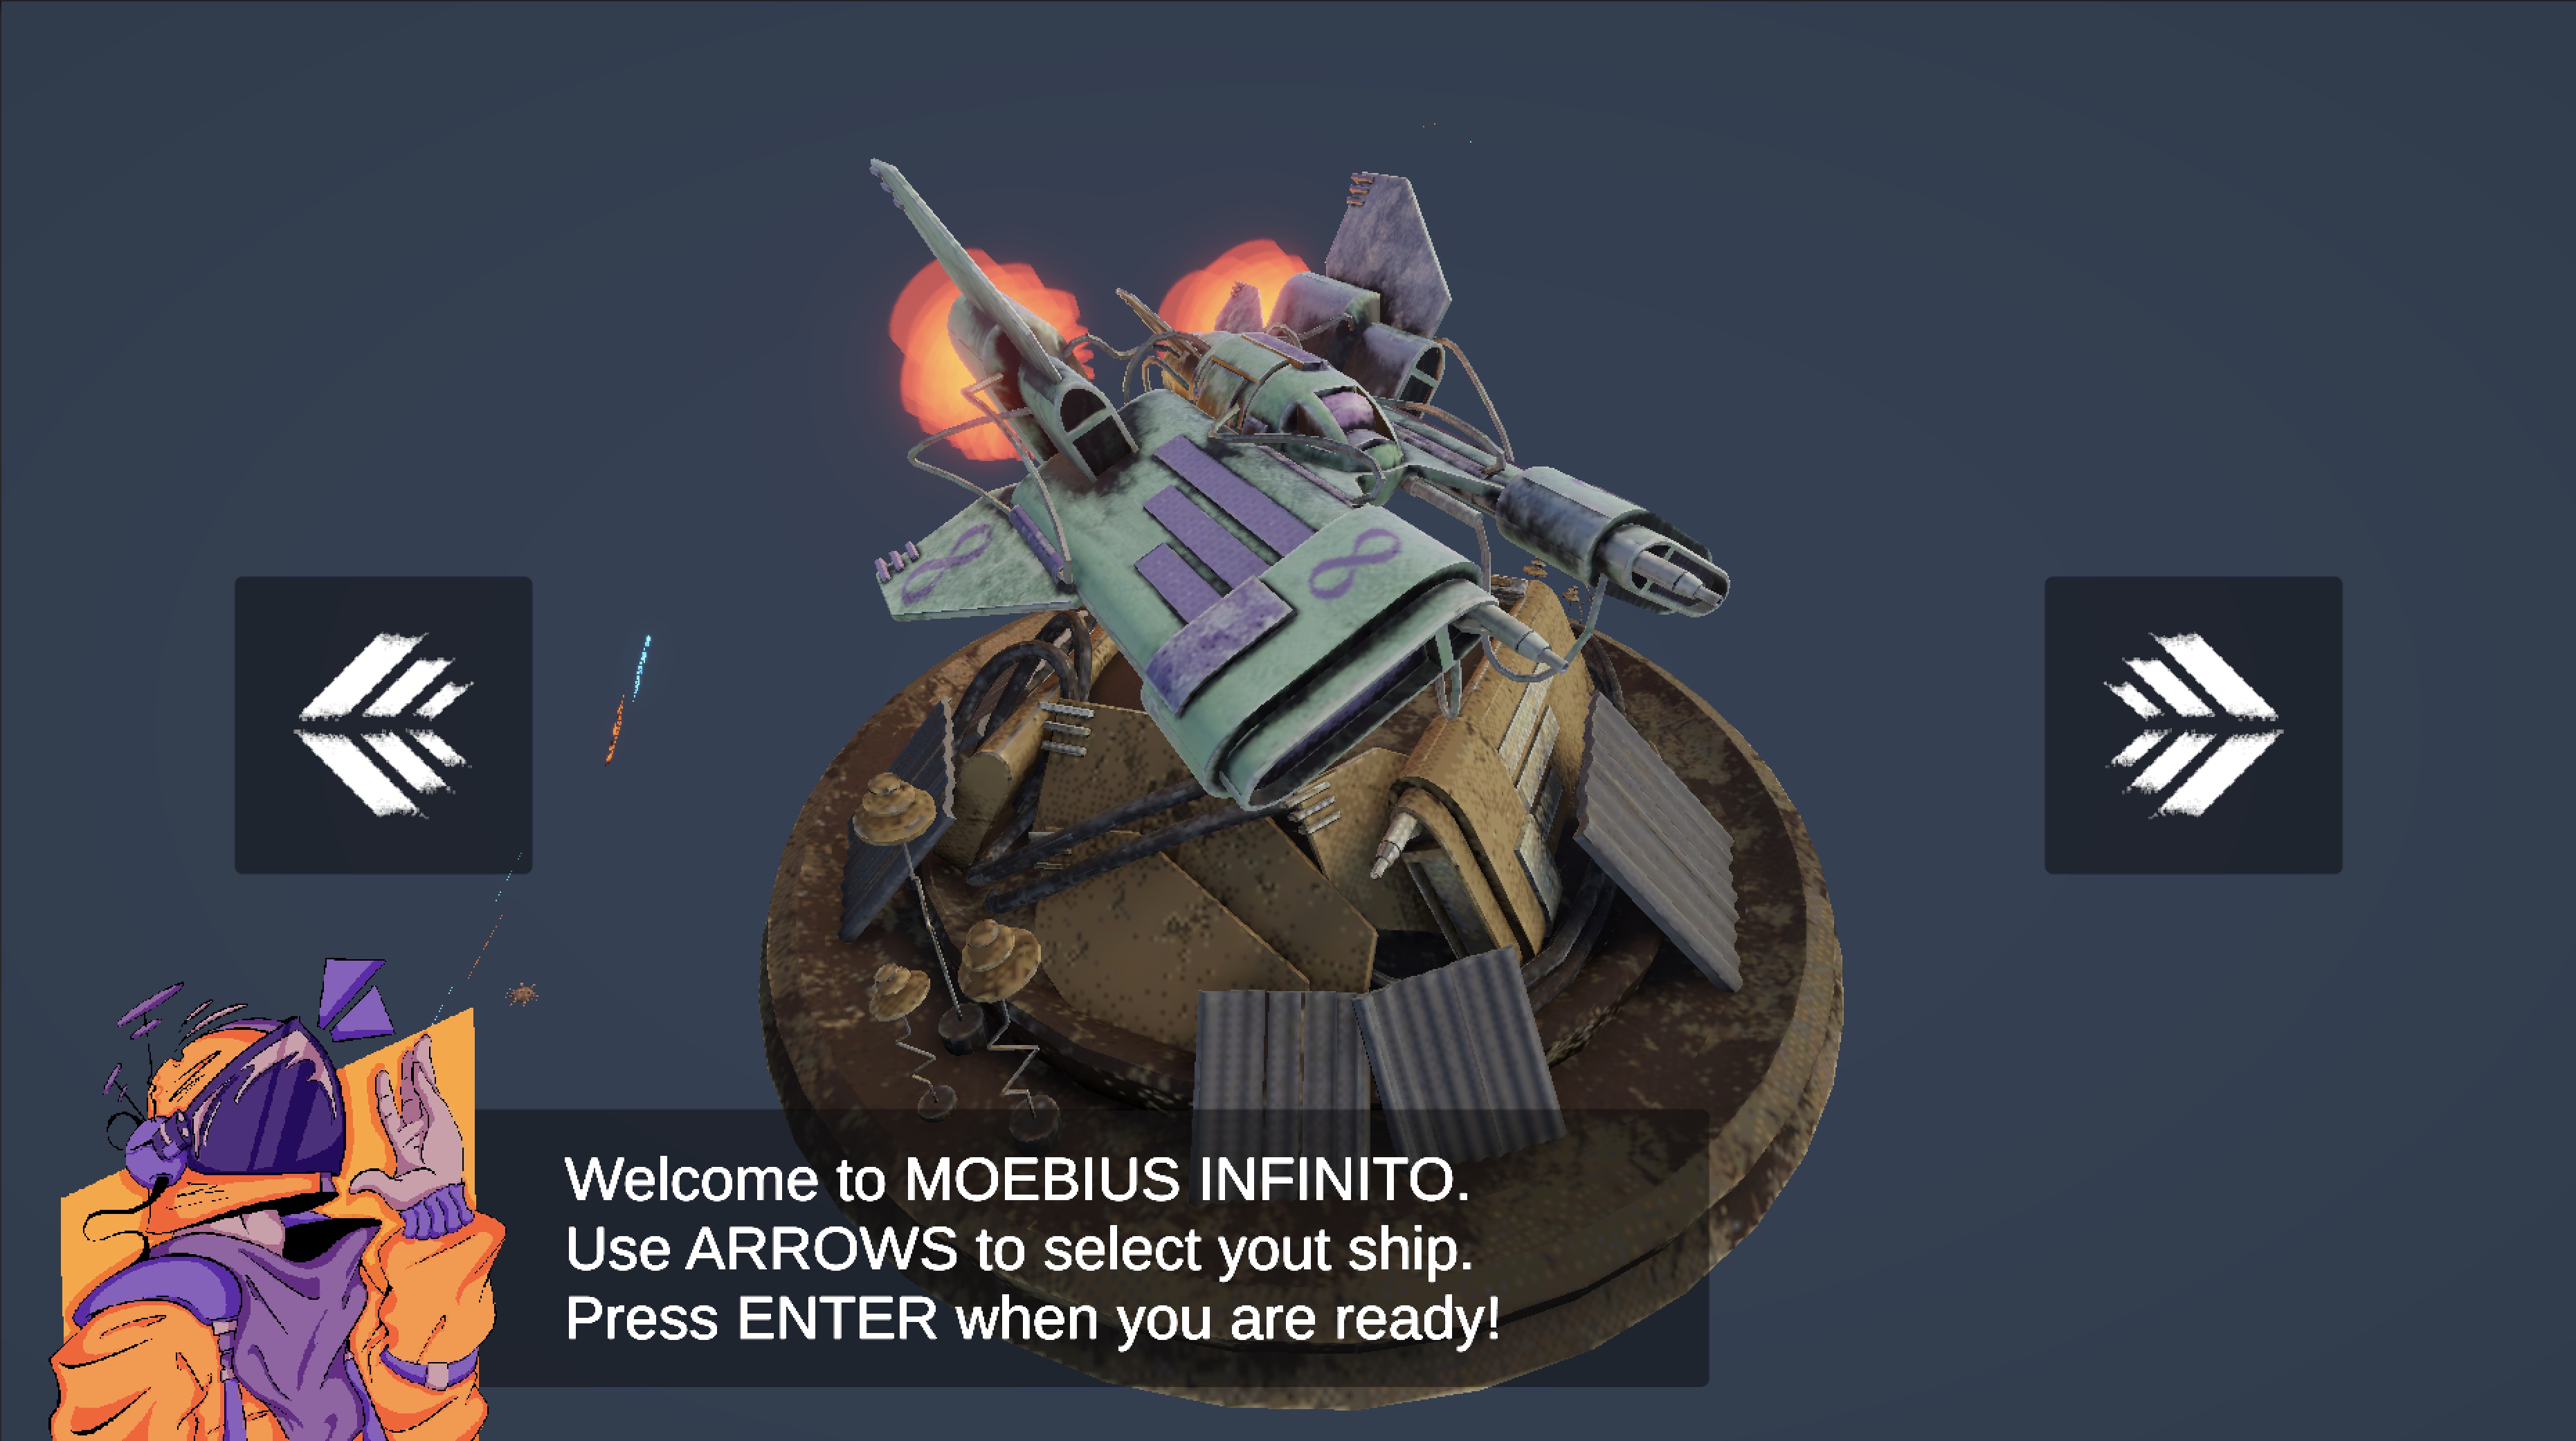 Welcome to MOEBIUS INFINITO.
Use ARROWS to select yout ship.
Press ENTER when you are ready!